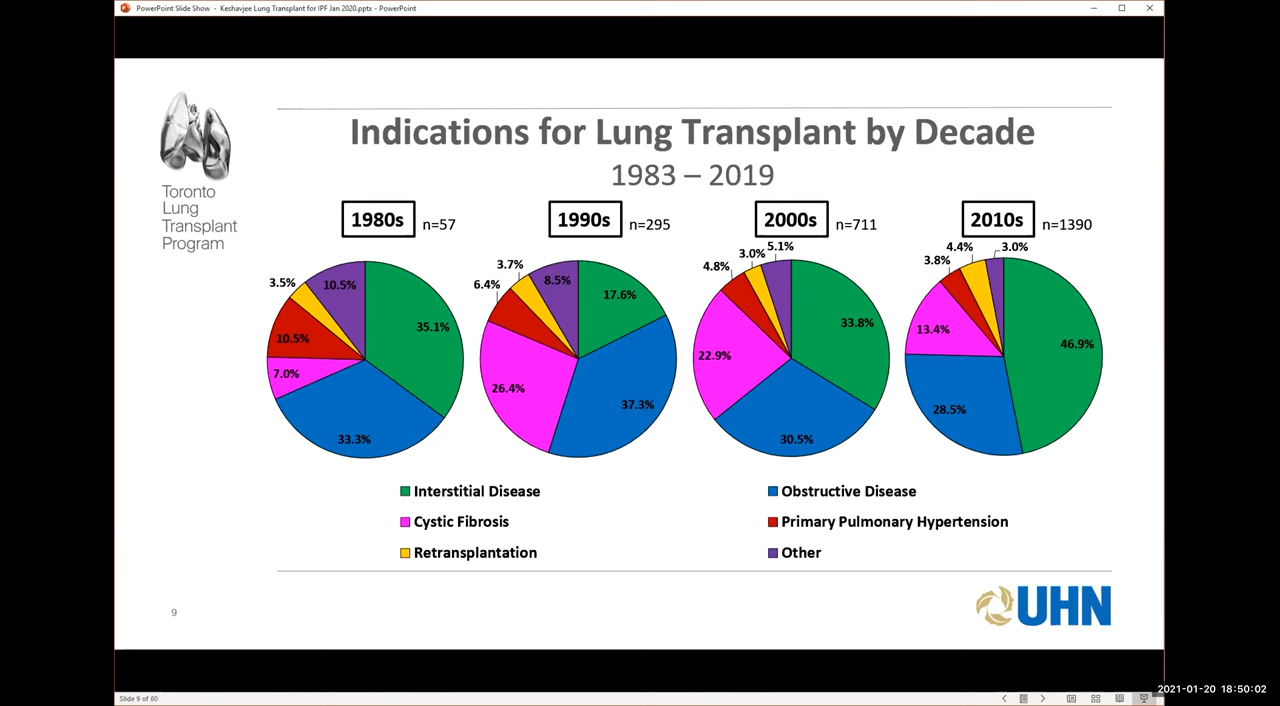 PowerPoint Slide Show - Keshavjee Lung Transplant for IPF Jan 2020.pptx - PowerPoint
Indications for Lung Transplant by Decade
1983 – 2019
Toronto
Lung
Transplant
Program
1980s n=57
1990s n=295
2000s n=711
2010s n=1390
3.5%
10.5%
10.5%
35.1%
7.0%
33.3%
3.7%
6.4%
8.5%
17.6%
26.4%
37.3%
5.1%
3.0%
4.8%
33.8%
22.9%
30.5%
4.4%
3.0%
3.8%
13.4%
46.9%
28.5%
Interstitial Disease
Obstructive Disease
Cystic Fibrosis
Primary Pulmonary Hypertension
Retransplantation
Other
9
UHN
Slide 9 of 60
2021-01-20 18:50:02